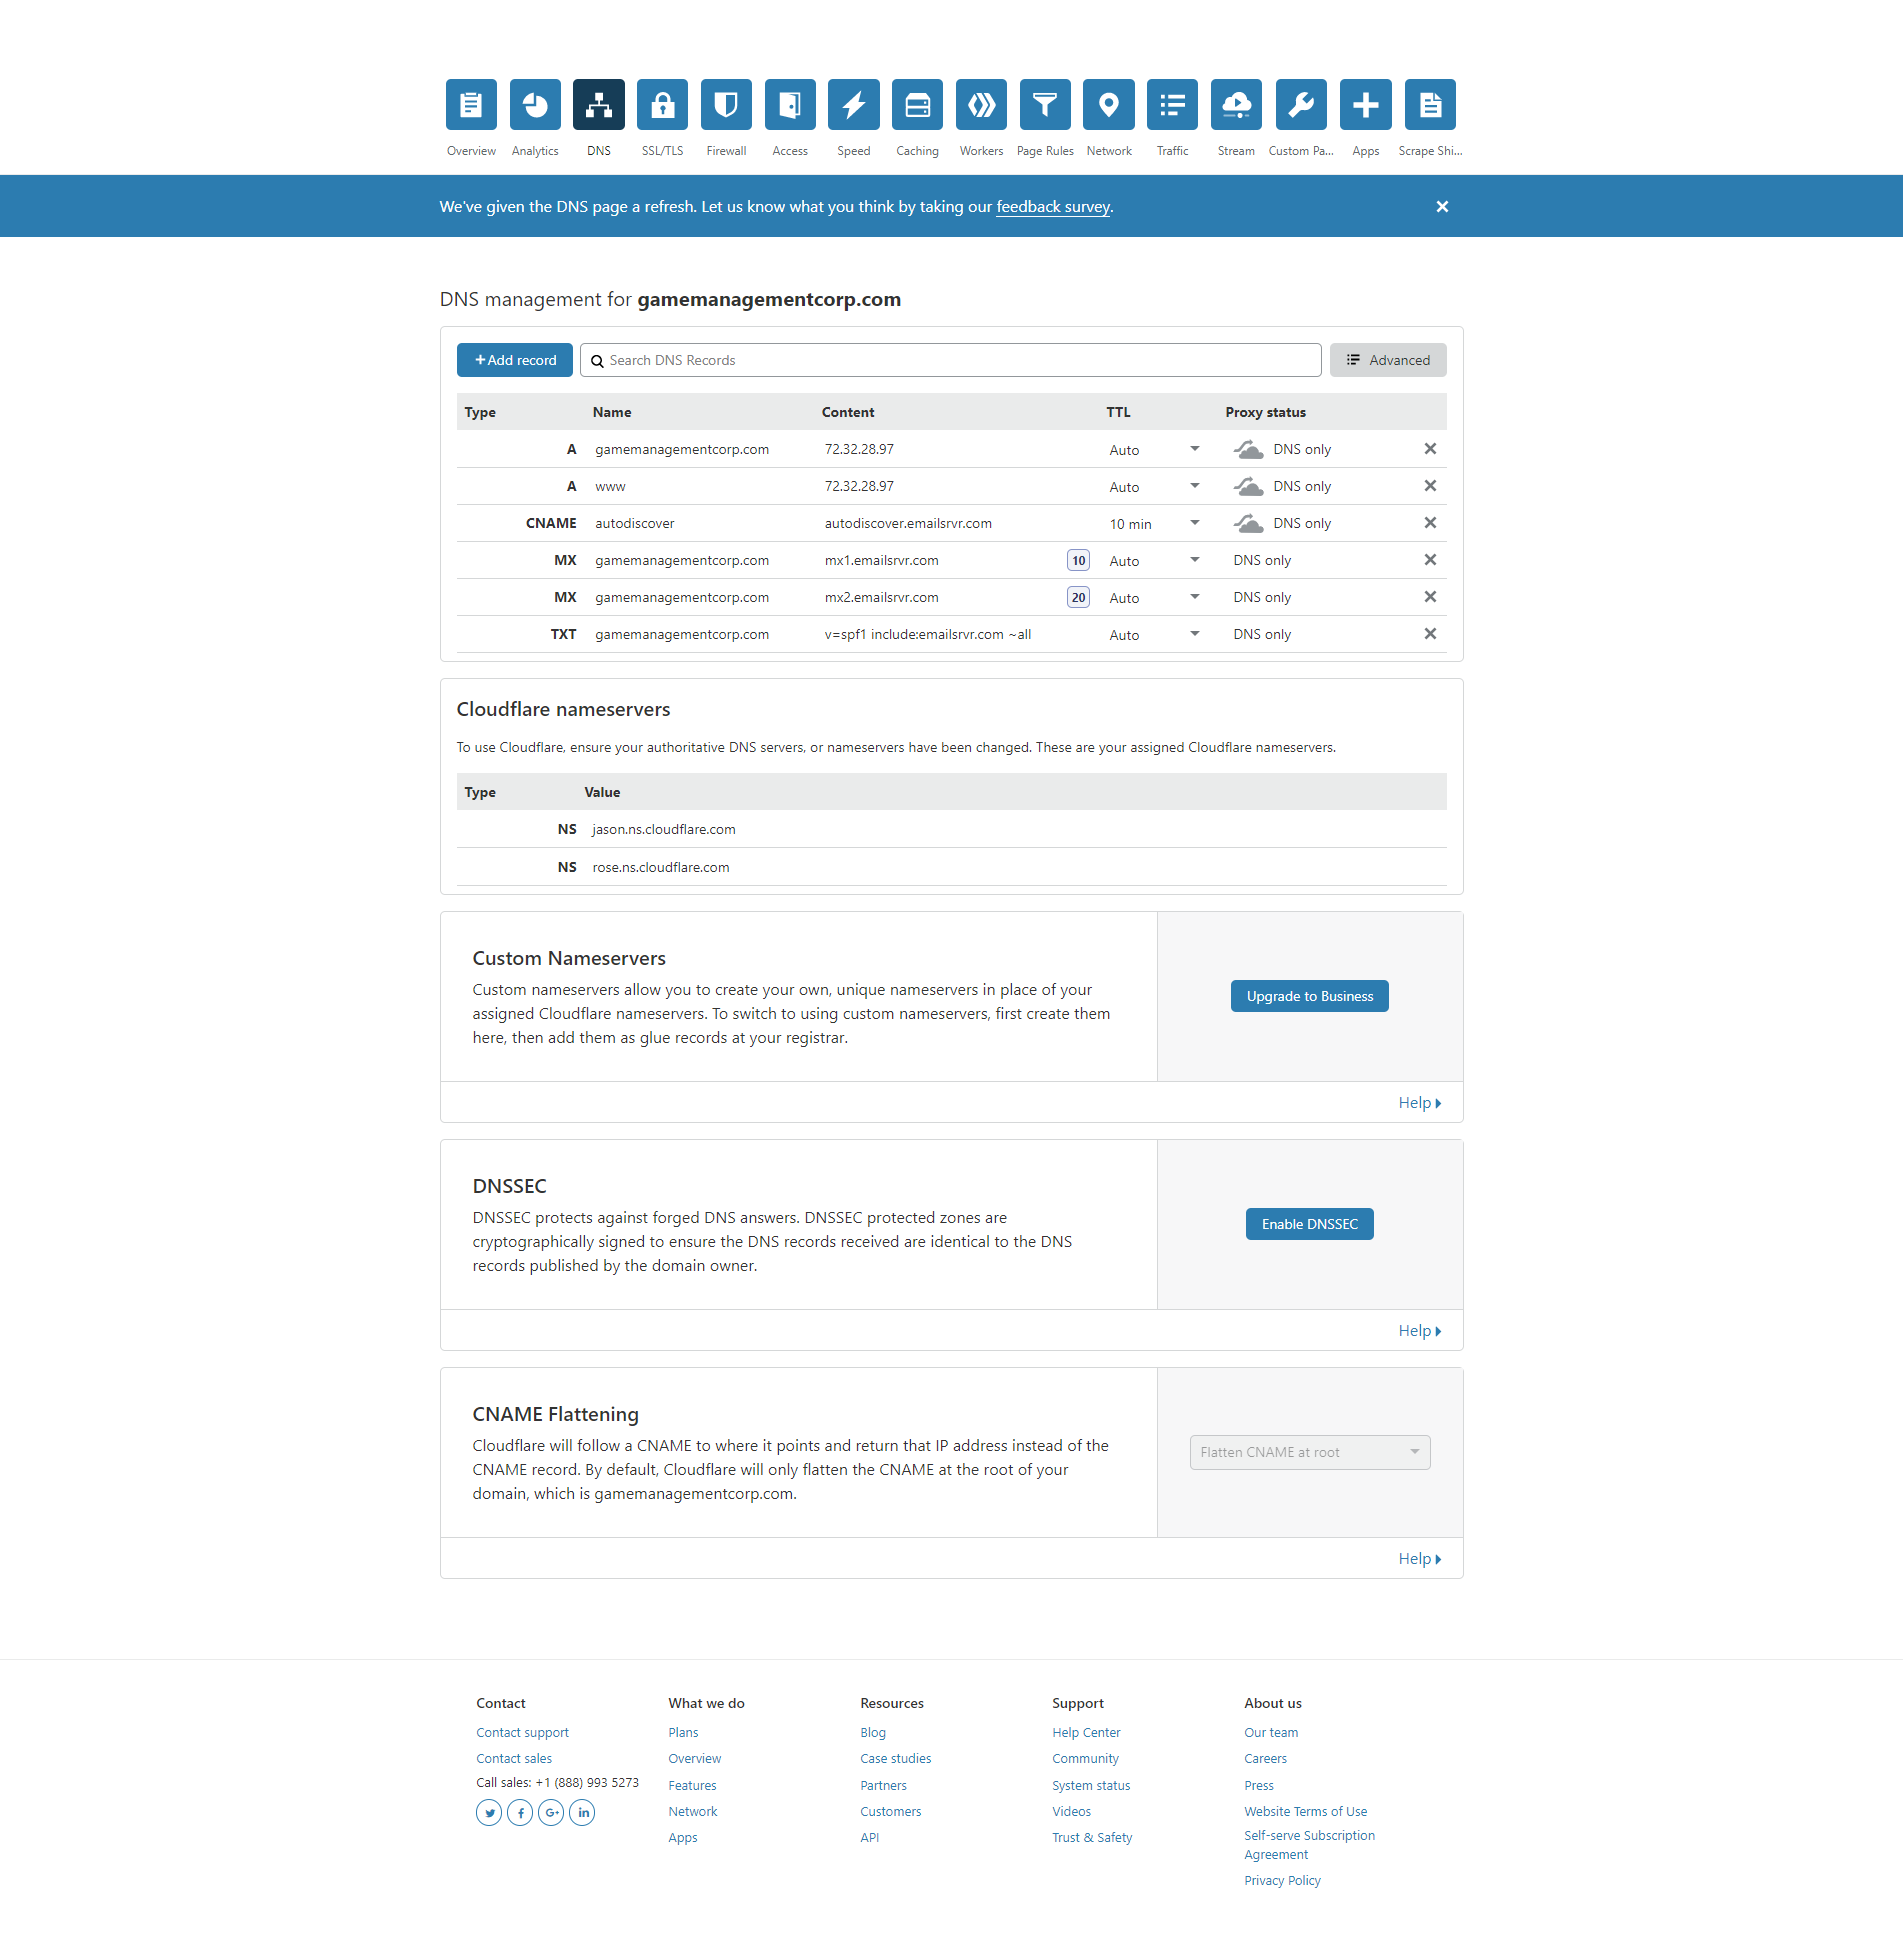 Overview Analytics DNS SSL/TLS Firewall Access Speed Caching Workers Page Rules Network Traffic Stream Custom Pa... Apps Scrape Shi...
We've given the DNS page a refresh. Let us know what you think by taking our feedback survey.
DNS management for gamemanagementcorp.com
+Add record Search DNS Records Advanced
Type Name Content TTL Proxy status
A gamemanagementcorp.com 72.32.28.97 Auto DNS only
A www 72.32.28.97 Auto DNS only
CNAME autodiscover autodiscover.emailsrvr.com 10 min DNS only
MX gamemanagementcorp.com mx1.emailsrvr.com 10 Auto DNS only
MX gamemanagementcorp.com mx2.emailsrvr.com 20 Auto DNS only
TXT gamemanagementcorp.com v=spf1 include:emailsrvr.com ~all Auto DNS only
Cloudflare nameservers
To use Cloudflare, ensure your authoritative DNS servers, or nameservers have been changed. These are your assigned Cloudflare nameservers.
Type Value
NS jason.ns.cloudflare.com
NS rose.ns.cloudflare.com
Custom Nameservers
Custom nameservers allow you to create your own, unique nameservers in place of your
assigned Cloudflare nameservers. To switch to using custom nameservers, first create them
here, then add them as glue records at your registrar.
Upgrade to Business
Help
DNSSEC
DNSSEC protects against forged DNS answers. DNSSEC protected zones are
cryptographically signed to ensure the DNS records received are identical to the DNS
records published by the domain owner.
Enable DNSSEC
Help
CNAME Flattening
Cloudflare will follow a CNAME to where it points and return that IP address instead of the
CNAME record. By default, Cloudflare will only flatten the CNAME at the root of your
domain, which is gamemanagementcorp.com.
Flatten CNAME at root
Help
Contact
Contact support
Contact sales
Call sales: +1 (888) 993 5273
What we do
Plans
Overview
Features
Network
Apps
Resources
Blog
Case studies
Partners
Customers
API
Support
Help Center
Community
System status
Videos
Trust & Safety
About us
Our team
Careers
Press
Website Terms of Use
Self-serve Subscription
Agreement
Privacy Policy